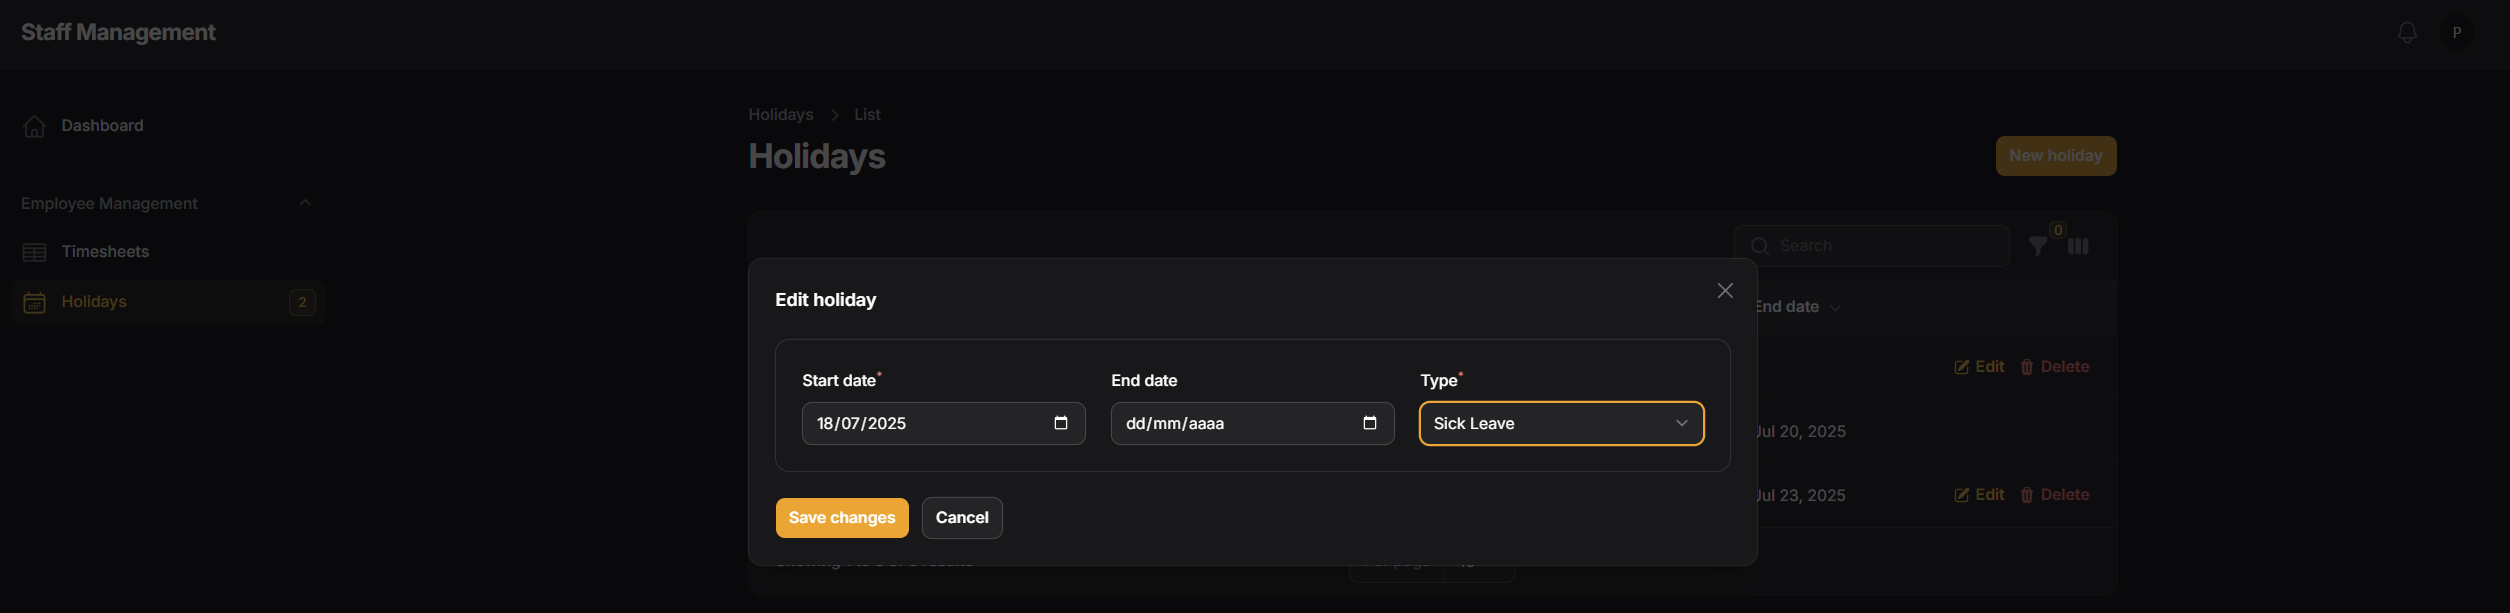 Staff Management
P
Dashboard
Employee Management
Timesheets
Holidays
2
Holidays
List
Holidays
New holiday
Search
0
End date
Edit
Delete
Jul 20, 2025
Jul 23, 2025
Edit
Delete
Edit holiday
Start date*
End date
Type*
18/07/2025
dd/mm/aaaa
Sick Leave
Save changes
Cancel